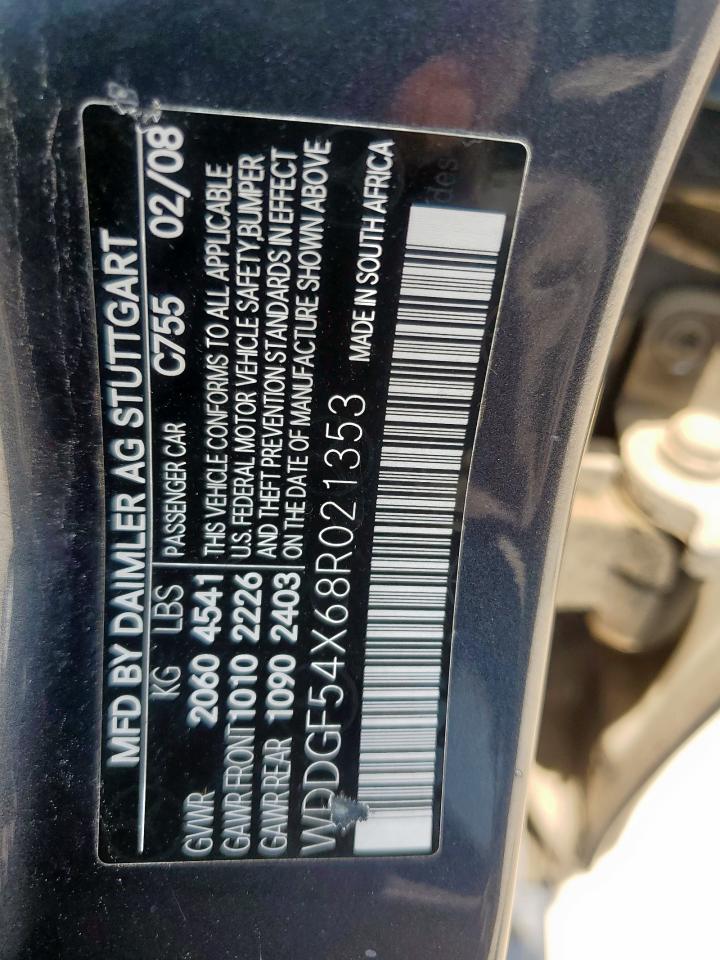 MFD BY DAIMLER AG STUTTGART
KG LBS PASSENGER CAR C755 02/08
GVWR 2060 4541 THIS VEHICLE CONFORMS TO ALL APPLICABLE
GAWR FRONT 1010 2226 U.S. FEDERAL MOTOR VEHICLE SAFETY, BUMPER
GAWR REAR 1090 2403 AND THEFT PREVENTION STANDARDS IN EFFECT
ON THE DATE OF MANUFACTURE SHOWN ABOVE
WDDGF54X68R021353 MADE IN SOUTH AFRICA
des